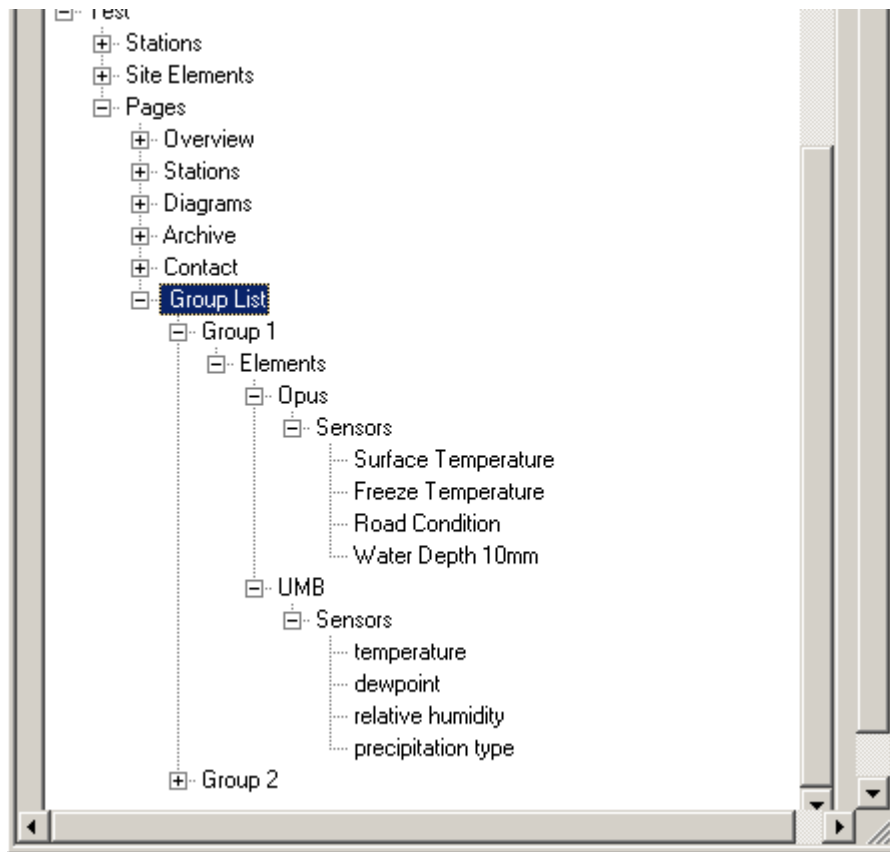 Test
Stations
Site Elements
Pages
Overview
Stations
Diagrams
Archive
Contact
Group List
Group 1
Elements
Opus
Sensors
Surface Temperature
Freeze Temperature
Road Condition
Water Depth 10mm
UMB
Sensors
temperature
dewpoint
relative humidity
precipitation type
Group 2